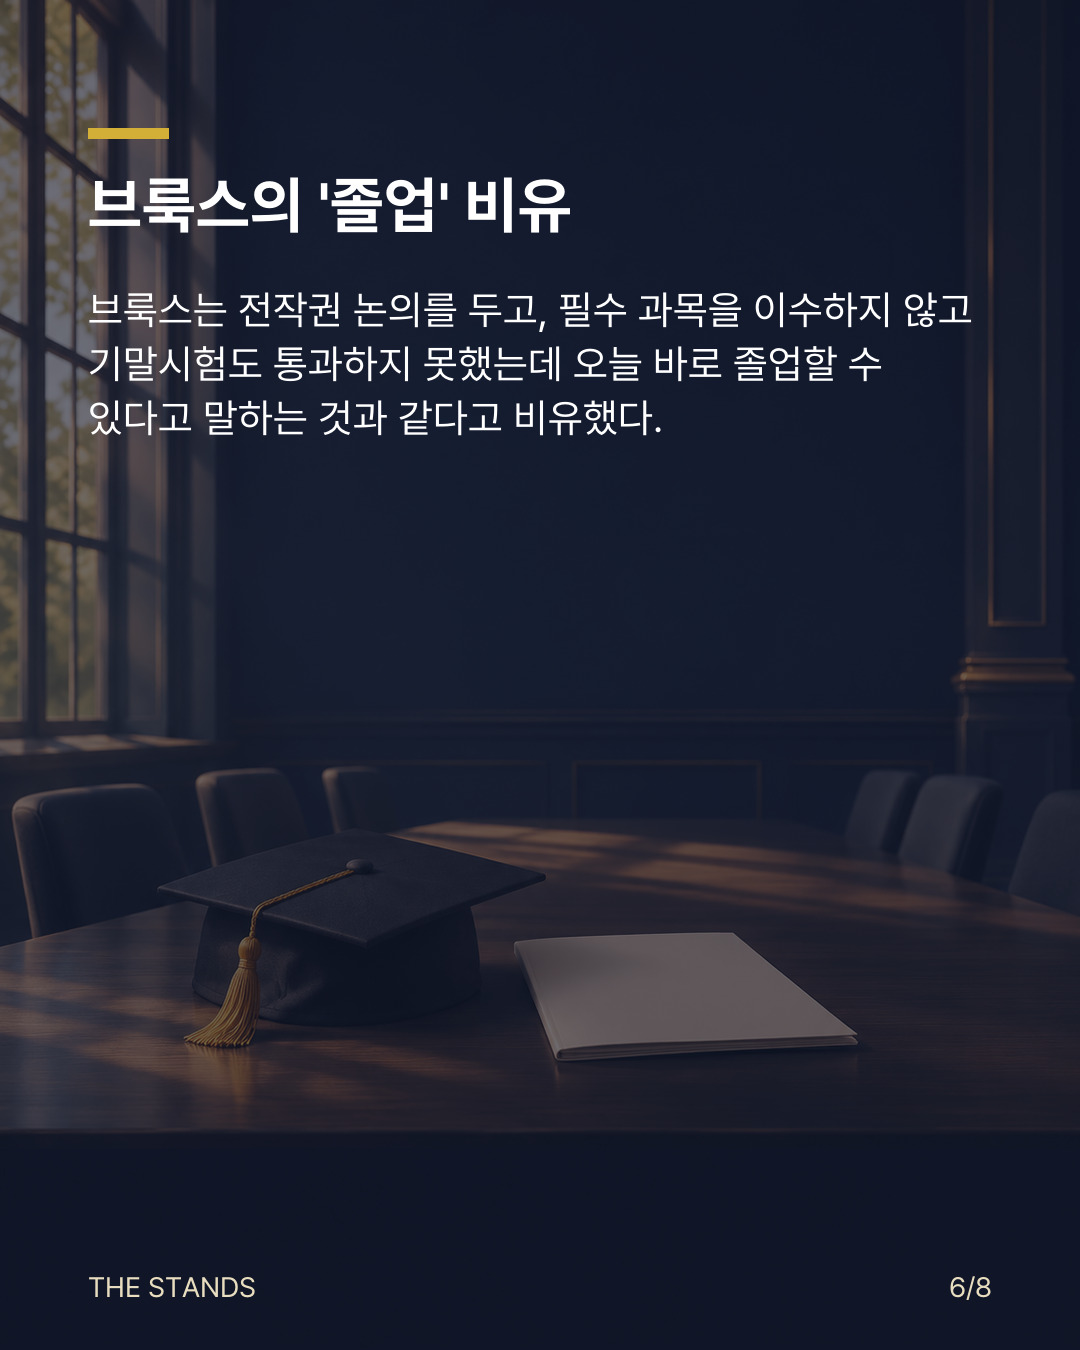 브룩스의 '졸업' 비유
브룩스는 전작권 논의를 두고, 필수 과목을 이수하지 않고
기말시험도 통과하지 못했는데 오늘 바로 졸업할 수
있다고 말하는 것과 같다고 비유했다.
THE STANDS
6/8